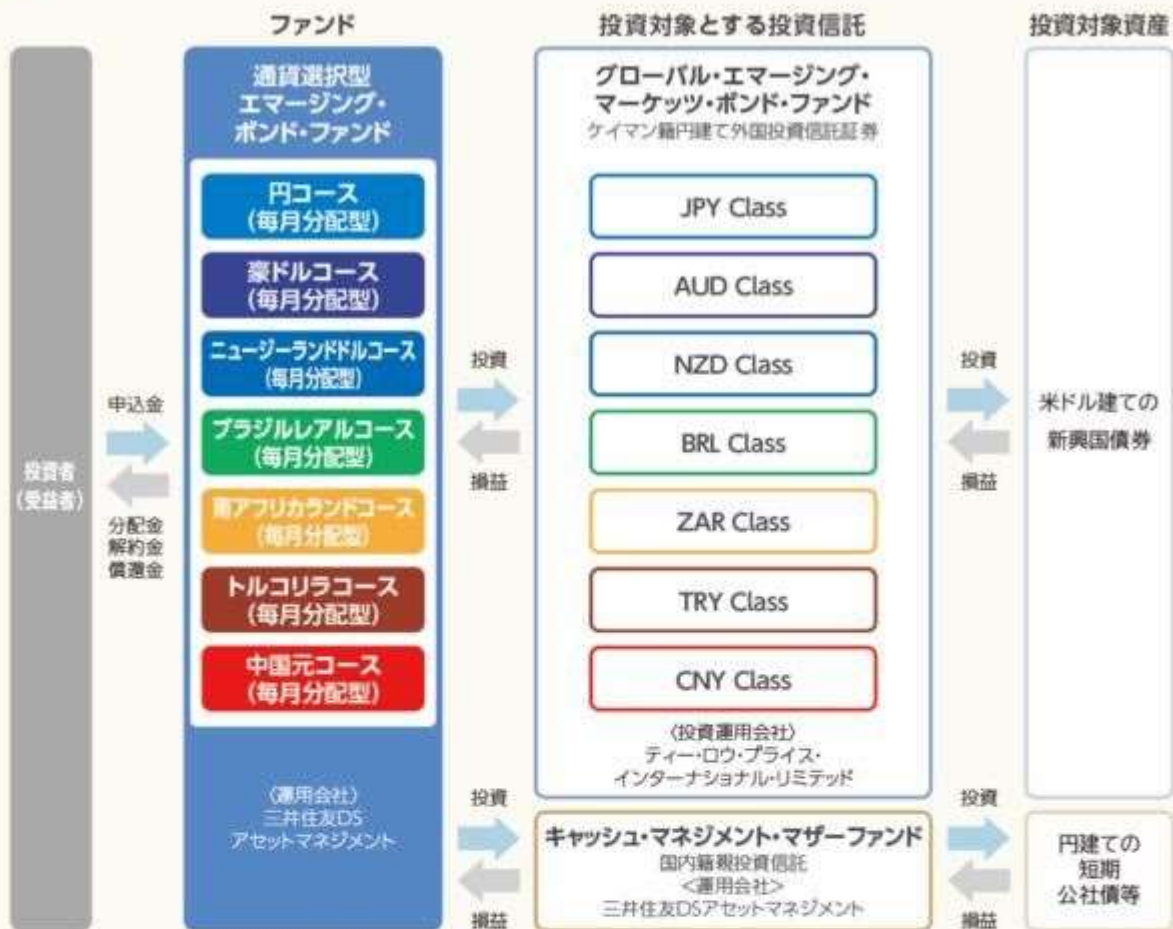 ファンド
投資対象とする投資信託
投資対象資産
投資者
(受益者)
申込金
分配金
解約金
償還金
通貨選択型
エマージング・
ボンド・ファンド
円コース
(毎月分配型)
豪ドルコース
(毎月分配型)
ニュージーランドドルコース
(毎月分配型)
ブラジルレアルコース
(毎月分配型)
南アフリカランドコース
(毎月分配型)
トルコリラコース
(毎月分配型)
中国元コース
(毎月分配型)
〈運用会社〉
三井住友DS
アセットマネジメント
投資
損益
投資
損益
グローバル・エマージング・
マーケッツ・ボンド・ファンド
ケイマン籍円建て外国投資信託証券
JPY Class
AUD Class
NZD Class
BRL Class
ZAR Class
TRY Class
CNY Class
〈投資運用会社〉
ティー・ロウ・プライス・
インターナショナル・リミテッド
キャッシュ・マネジメント・マザーファンド
国内籍親投資信託
<運用会社>
三井住友DSアセットマネジメント
投資
損益
投資
損益
米ドル建ての
新興国債券
円建ての
短期
公社債等